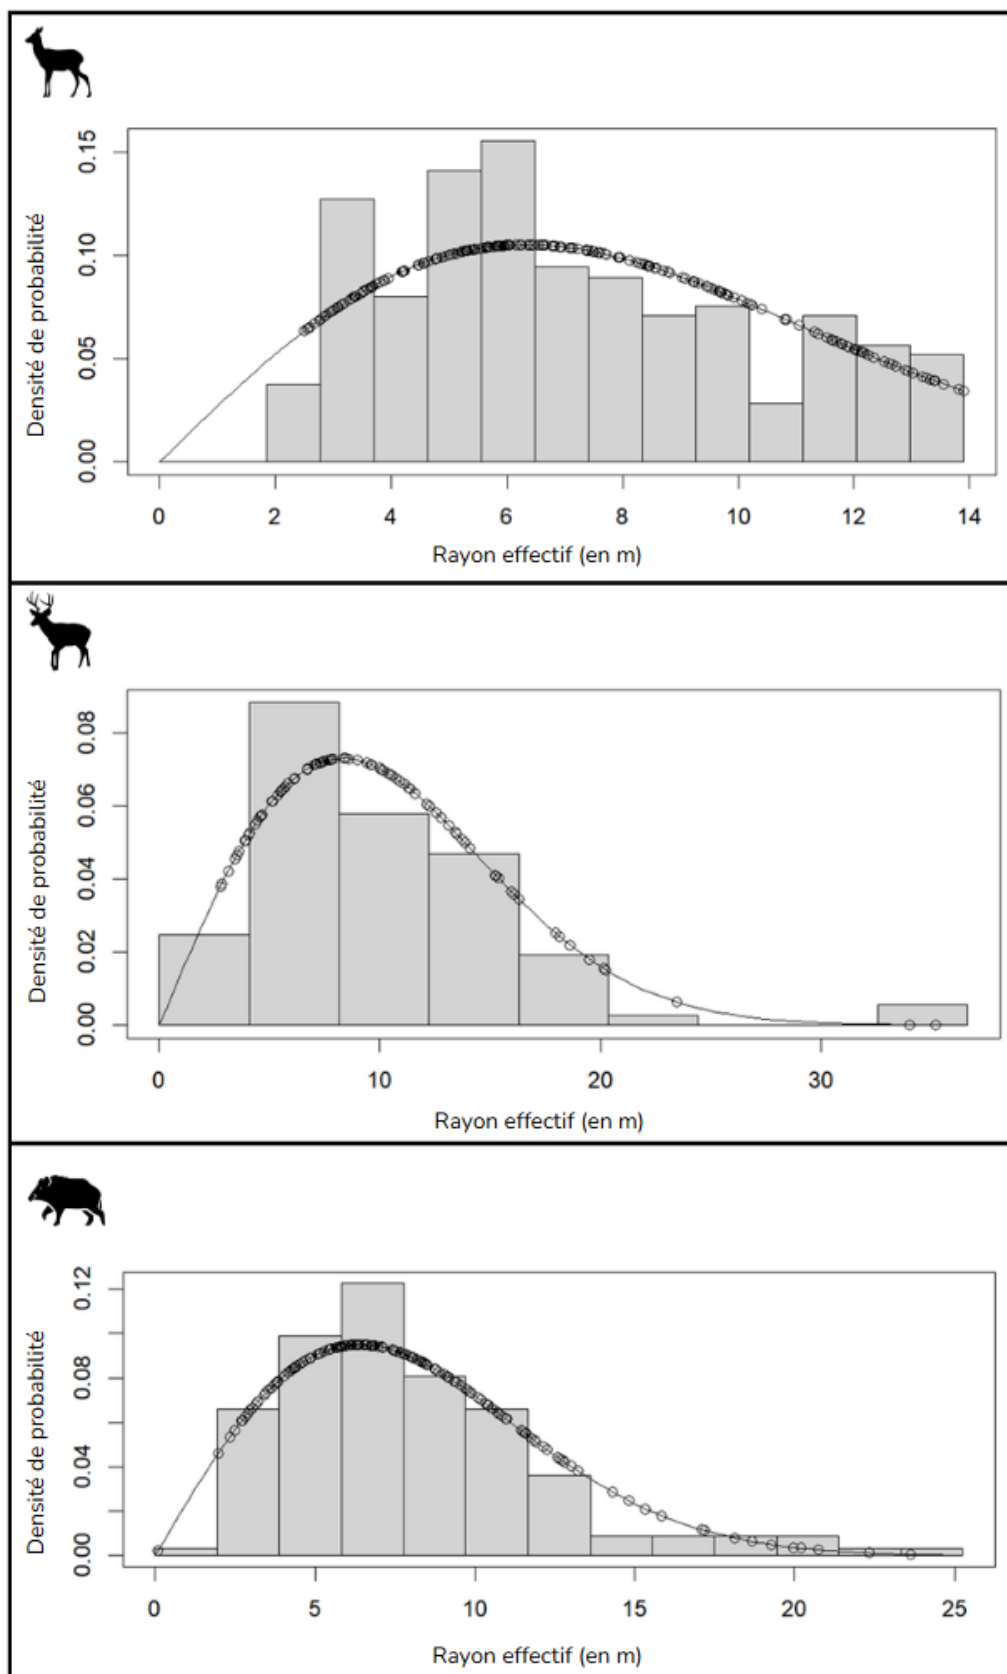 Densité de probabilité
0.15
0.10
0.05
0.00
0 2 4 6 8 10 12 14
Rayon effectif (en m)
Densité de probabilité
0.08
0.06
0.04
0.02
0.00
0 10 20 30
Rayon effectif (en m)
Densité de probabilité
0.12
0.08
0.04
0.00
0 5 10 15 20 25
Rayon effectif (en m)